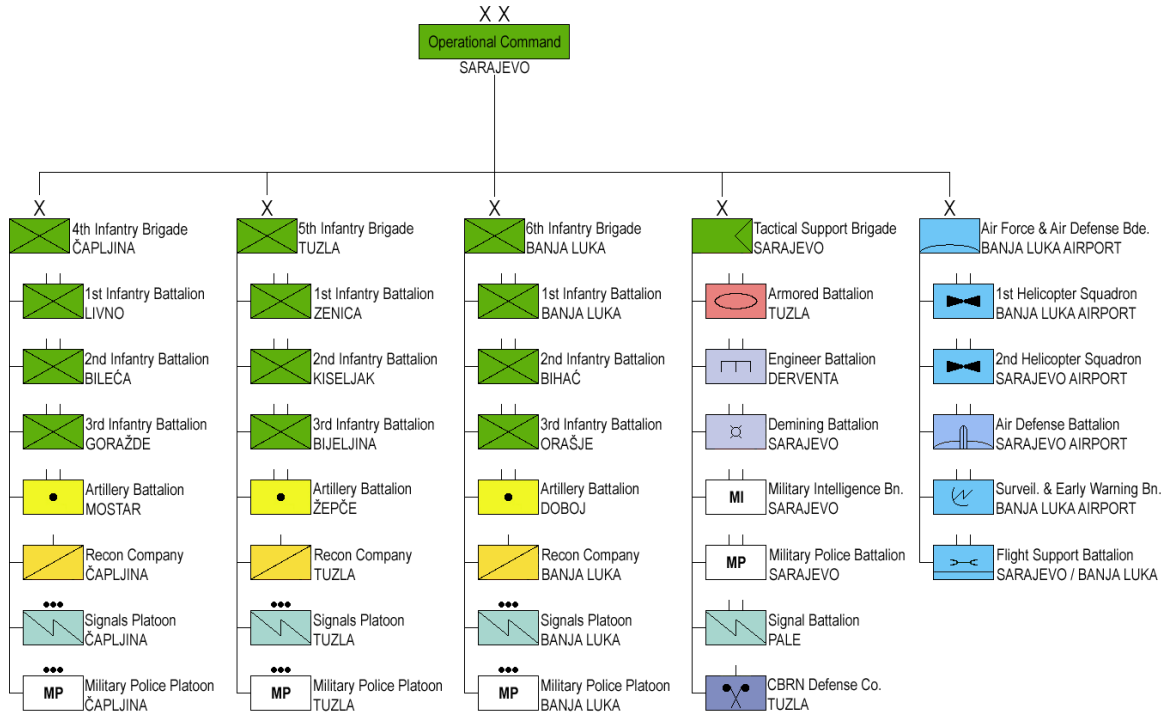 X X
Operational Command
SARAJEVO
X
4th Infantry Brigade
ČAPLJINA
1st Infantry Battalion
LIVNO
2nd Infantry Battalion
BILEĆA
3rd Infantry Battalion
GORAŽDE
Artillery Battalion
MOSTAR
Recon Company
ČAPLJINA
Signals Platoon
ČAPLJINA
MP
Military Police Platoon
ČAPLJINA
X
5th Infantry Brigade
TUZLA
1st Infantry Battalion
ZENICA
2nd Infantry Battalion
KISELJAK
3rd Infantry Battalion
BIJELJINA
Artillery Battalion
ŽEPČE
Recon Company
TUZLA
Signals Platoon
TUZLA
MP
Military Police Platoon
TUZLA
X
6th Infantry Brigade
BANJA LUKA
1st Infantry Battalion
BANJA LUKA
2nd Infantry Battalion
BIHAĆ
3rd Infantry Battalion
ORAŠJE
Artillery Battalion
DOBOJ
Recon Company
BANJA LUKA
Signals Platoon
BANJA LUKA
MP
Military Police Platoon
BANJA LUKA
X
Tactical Support Brigade
SARAJEVO
Armored Battalion
TUZLA
Engineer Battalion
DERVENTA
Demining Battalion
SARAJEVO
MI
Military Intelligence Bn.
SARAJEVO
MP
Military Police Battalion
SARAJEVO
Signal Battalion
PALE
CBRN Defense Co.
TUZLA
X
Air Force & Air Defense Bde.
BANJA LUKA AIRPORT
1st Helicopter Squadron
BANJA LUKA AIRPORT
2nd Helicopter Squadron
SARAJEVO AIRPORT
Air Defense Battalion
SARAJEVO AIRPORT
Surveil. & Early Warning Bn.
BANJA LUKA AIRPORT
Flight Support Battalion
SARAJEVO / BANJA LUKA